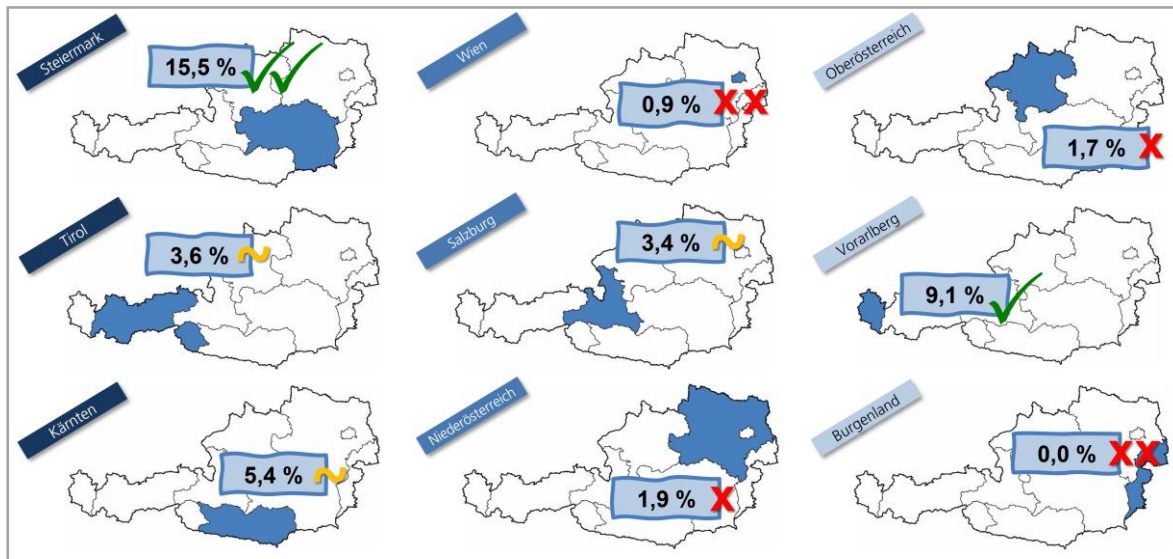 Steiermark
15,5 %
Wien
0,9 %
X X
Oberösterreich
1,7 %
X
Tirol
3,6 %
~
Salzburg
3,4 %
~
Vorarlberg
9,1 %
Kärnten
5,4 %
~
Niederösterreich
1,9 %
X
Burgenland
0,0 %
X X